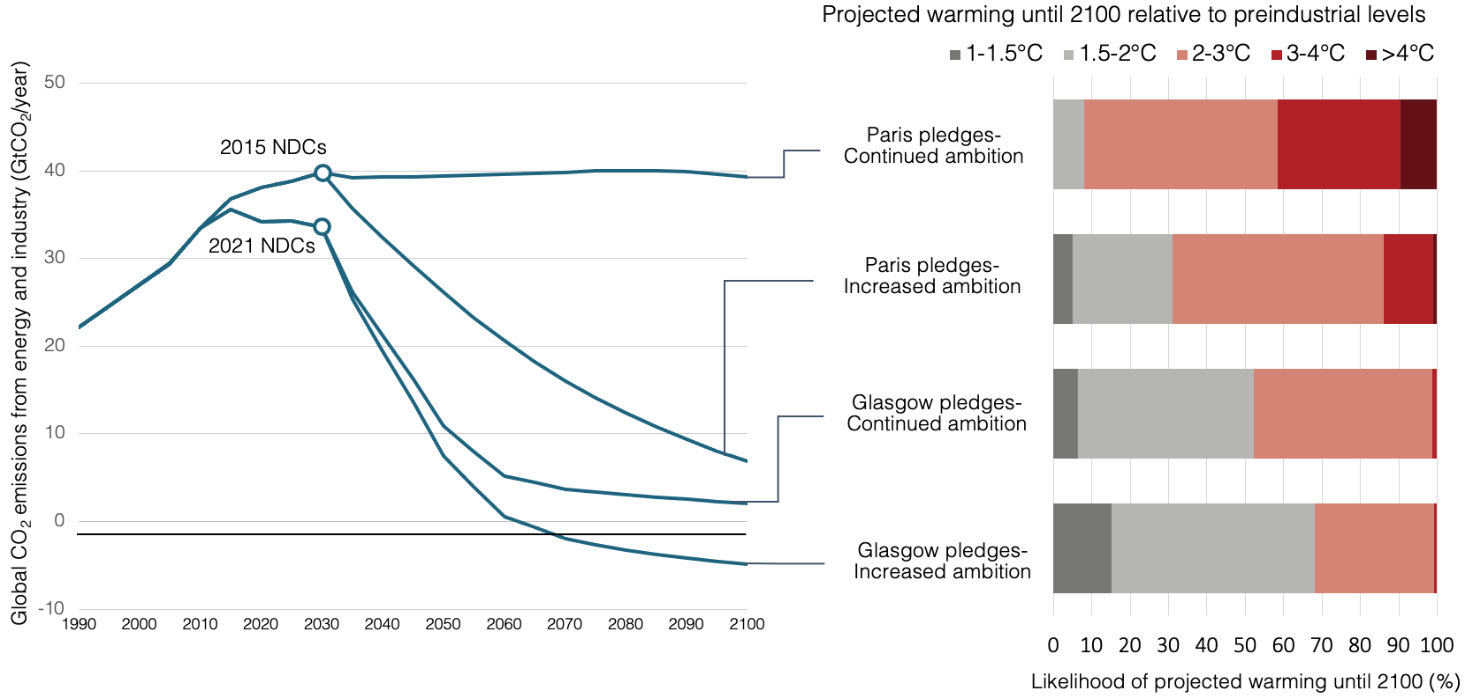 Projected warming until 2100 relative to preindustrial levels
1-1.5°C 1.5-2°C 2-3°C 3-4°C >4°C
Global CO2 emissions from energy and industry (GtCO2/year)
50
40
30
20
10
0
-10
2015 NDCs
2021 NDCs
1990 2000 2010 2020 2030 2040 2050 2060 2070 2080 2090 2100
Paris pledges-
Continued ambition
Paris pledges-
Increased ambition
Glasgow pledges-
Continued ambition
Glasgow pledges-
Increased ambition
0 10 20 30 40 50 60 70 80 90 100
Likelihood of projected warming until 2100 (%)